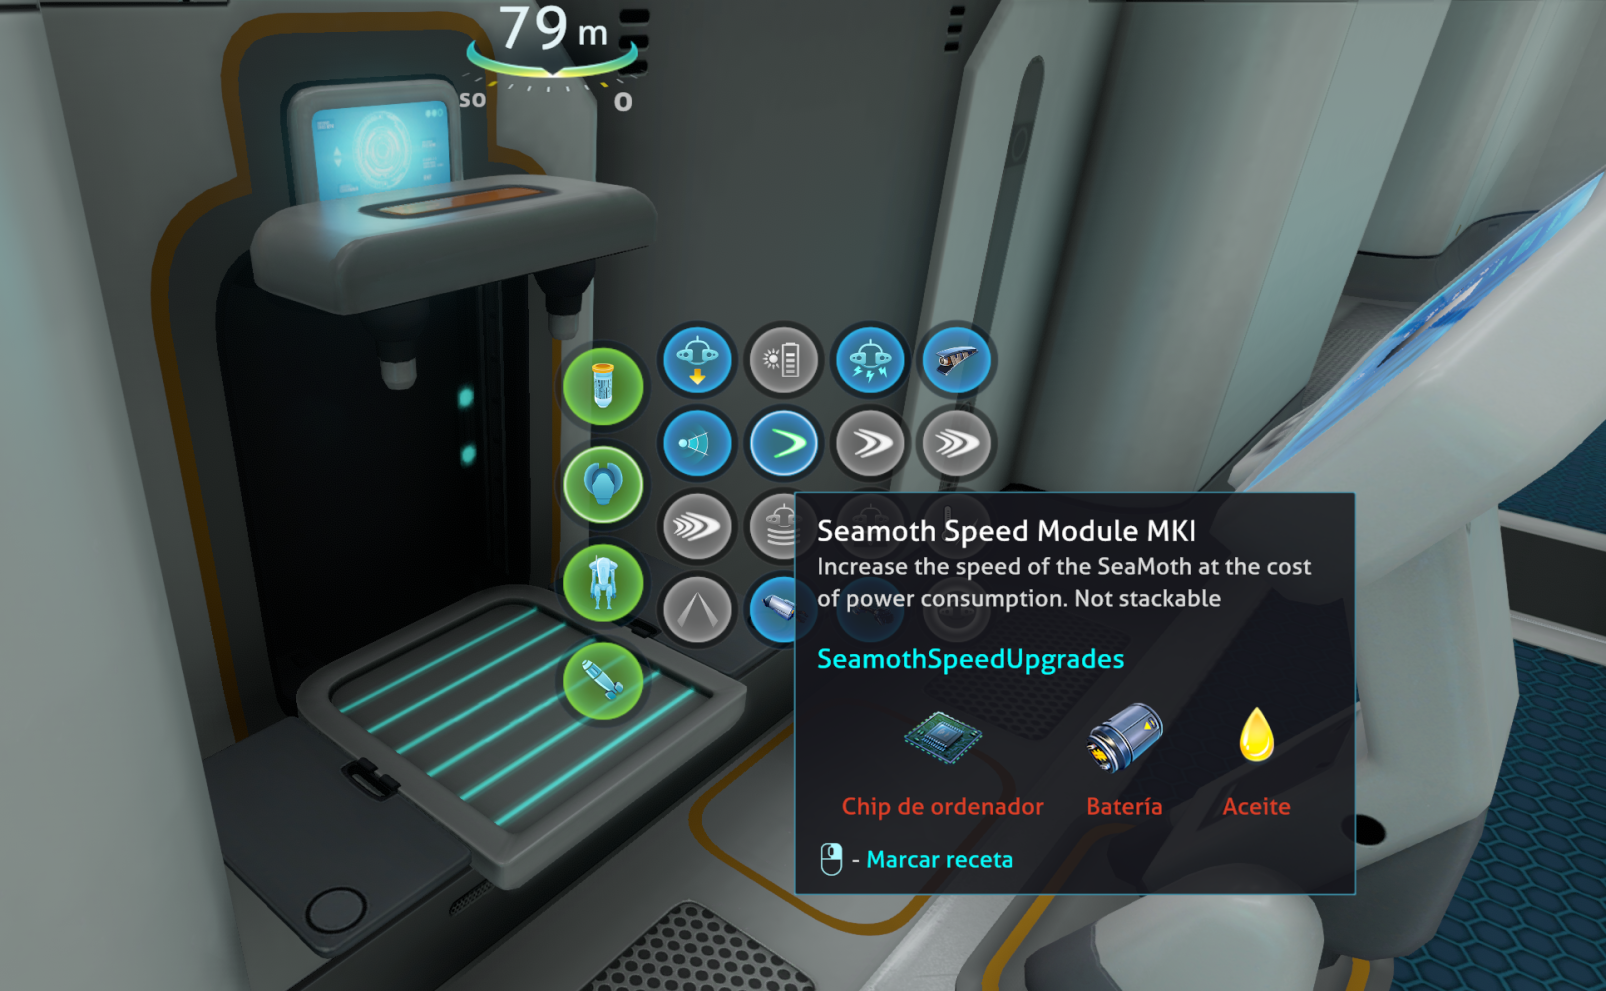 79 m
SO
O
Seamoth Speed Module MKI
Increase the speed of the SeaMoth at the cost
of power consumption. Not stackable
SeamothSpeedUpgrades
Chip de ordenador
Batería
Aceite
- Marcar receta